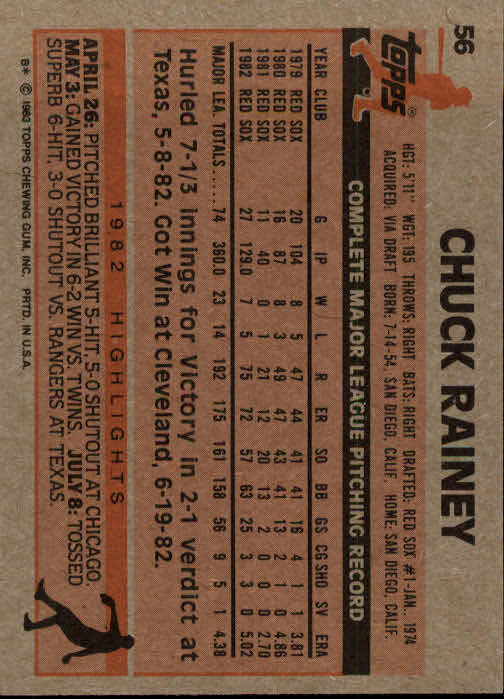 56
CHUCK RAINEY
topps®
HGT: 5'11" WGT: 195 THROWS: RIGHT BATS: RIGHT DRAFTED: RED SOX #1-JAN., 1974
ACQUIRED: VIA DRAFT BORN: 7-14-54, SAN DIEGO, CALIF. HOME: SAN DIEGO, CALIF.
COMPLETE MAJOR LEAGUE PITCHING RECORD
YEAR CLUB G IP W L R ER SO BB GS CG SHO SV ERA
1979 RED SOX 20 104 8 5 47 44 41 41 16 4 1 1 3.81
1980 RED SOX 16 87 8 3 49 47 43 41 13 2 1 0 4.86
1981 RED SOX 11 40 0 1 21 12 20 13 2 0 0 0 2.70
1982 RED SOX 27 129.0 7 5 75 72 57 63 25 3 3 0 5.02
MAJOR LEA. TOTALS..... 74 360.0 23 14 192 175 161 158 56 9 5 1 4.38
Hurled 7-1/3 innings for Victory in 2-1 verdict at
Texas, 5-8-82. Got Win at Cleveland, 6-19-82.
1982 HIGHLIGHTS
APRIL 26: PITCHED BRILLIANT 5-HIT, 5-0 SHUTOUT AT CHICAGO.
MAY 3: GAINED VICTORY IN 6-2 WIN VS. TWINS. JULY 8: TOSSED
SUPERB 6-HIT, 3-0 SHUTOUT VS. RANGERS AT TEXAS.
B* © 1983 TOPPS CHEWING GUM, INC. PRTD. IN U.S.A.